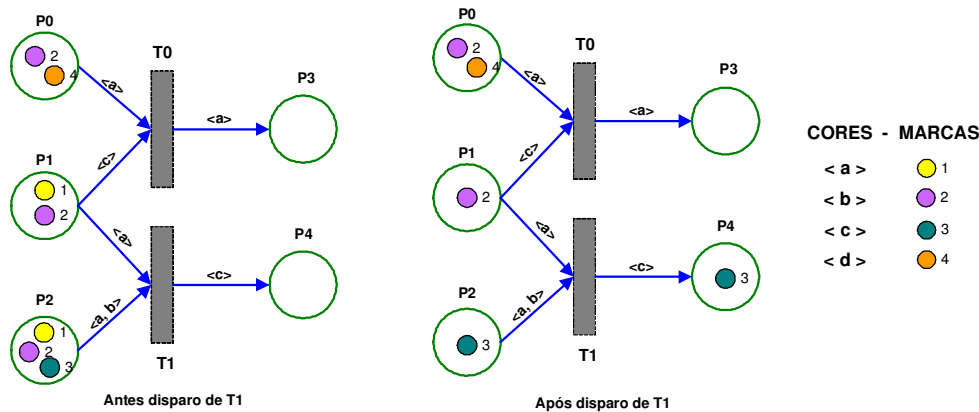 P0
2
4
<a>
T0
<a>
P3
P1
1
2
<c>
<a>
P4
<c>
P2
1
2
3
<a, b>
T1
Antes disparo de T1
P0
2
4
<a>
T0
<a>
P3
P1
2
<c>
<a>
P4
<c>
3
P2
3
<a, b>
T1
Após disparo de T1
CORES - MARCAS
< a > 1
< b > 2
< c > 3
< d > 4